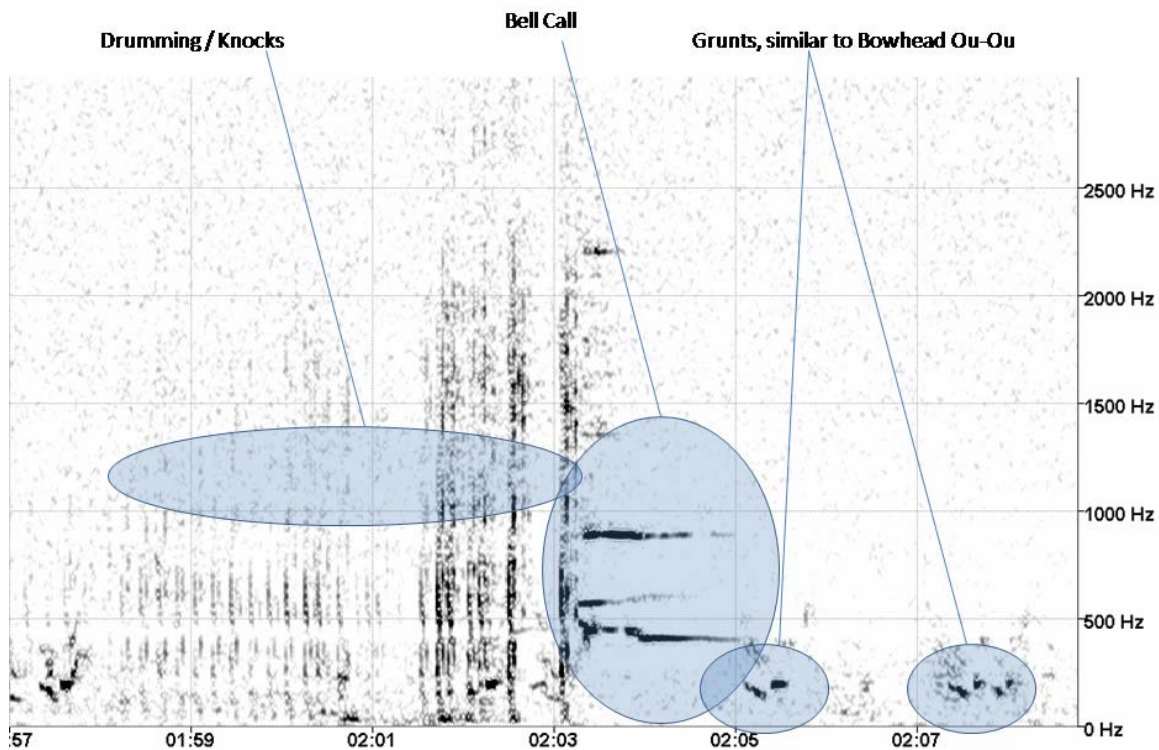 Bell Call
Drumming / Knocks
Grunts, similar to Bowhead Ou-Ou
2500 Hz
2000 Hz
1500 Hz
1000 Hz
500 Hz
0 Hz
:57
01:59
02:01
02:03
02:05
02:07